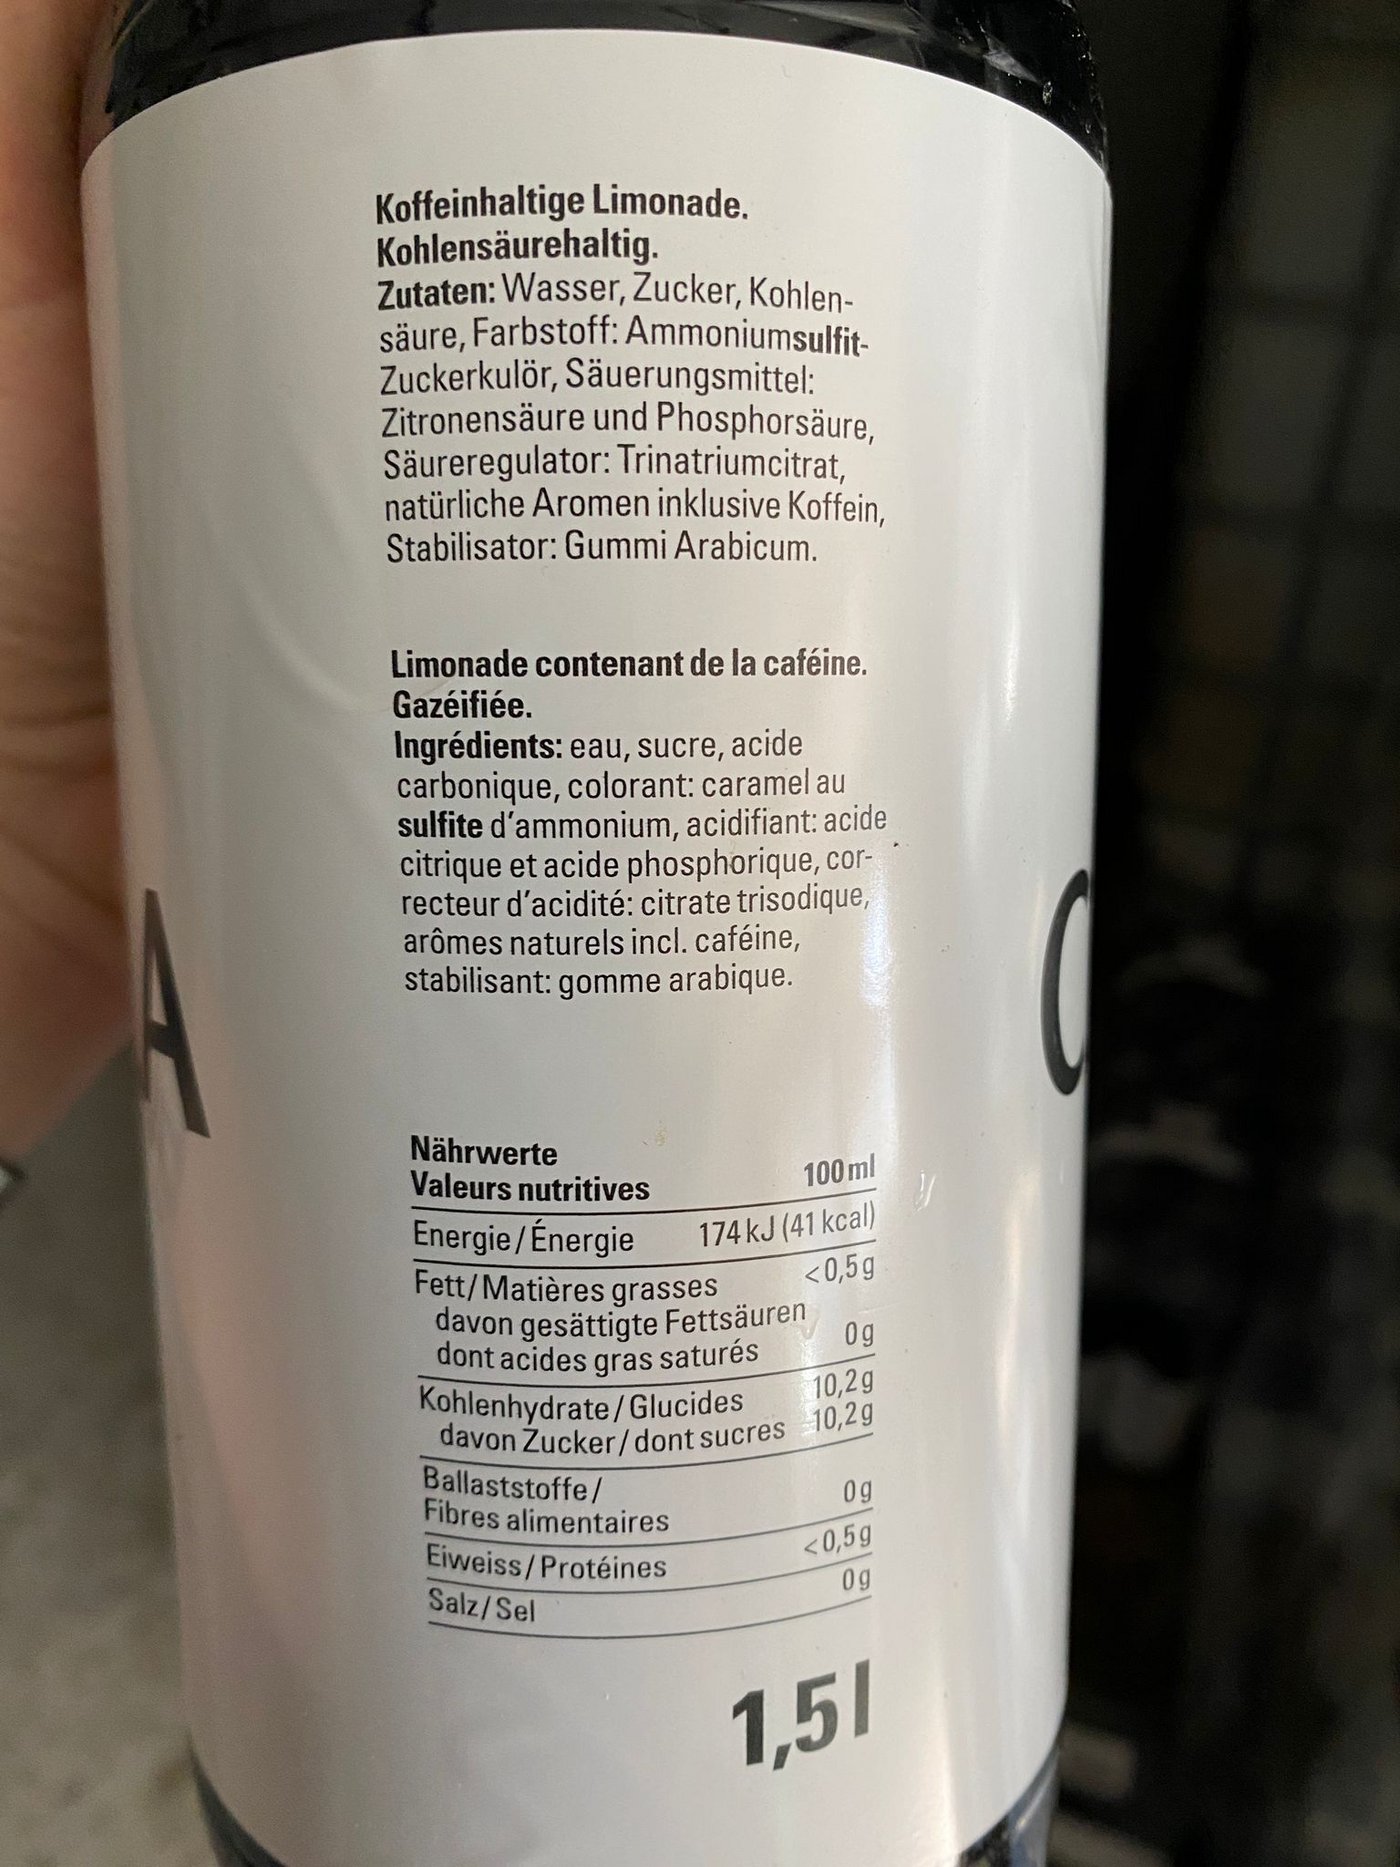 Koffeinhaltige Limonade.
Kohlensäurehaltig.
Zutaten: Wasser, Zucker, Kohlen-
säure, Farbstoff: Ammoniumsulfit-
Zuckerkulör, Säuerungsmittel:
Zitronensäure und Phosphorsäure,
Säureregulator: Trinatriumcitrat,
natürliche Aromen inklusive Koffein,
Stabilisator: Gummi Arabicum.
Limonade contenant de la caféine.
Gazéifiée.
Ingrédients: eau, sucre, acide
carbonique, colorant: caramel au
sulfite d'ammonium, acidifiant: acide
citrique et acide phosphorique, cor-
recteur d'acidité: citrate trisodique,
arômes naturels incl. caféine,
stabilisant: gomme arabique.
A
C
Nährwerte
Valeurs nutritives 100 ml
Energie/Énergie 174 kJ (41 kcal)
Fett/Matières grasses <0,5 g
davon gesättigte Fettsäuren
dont acides gras saturés 0 g
Kohlenhydrate/Glucides 10,2 g
davon Zucker/dont sucres 10,2 g
Ballaststoffe/
Fibres alimentaires 0 g
Eiweiss/Protéines <0,5 g
Salz/Sel 0 g
1,5 l